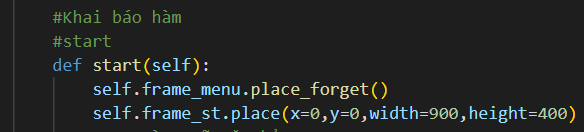 #Khai báo hàm
#start
def start(self):
self.frame_menu.place_forget()
self.frame_st.place(x=0,y=0,width=900,height=400)